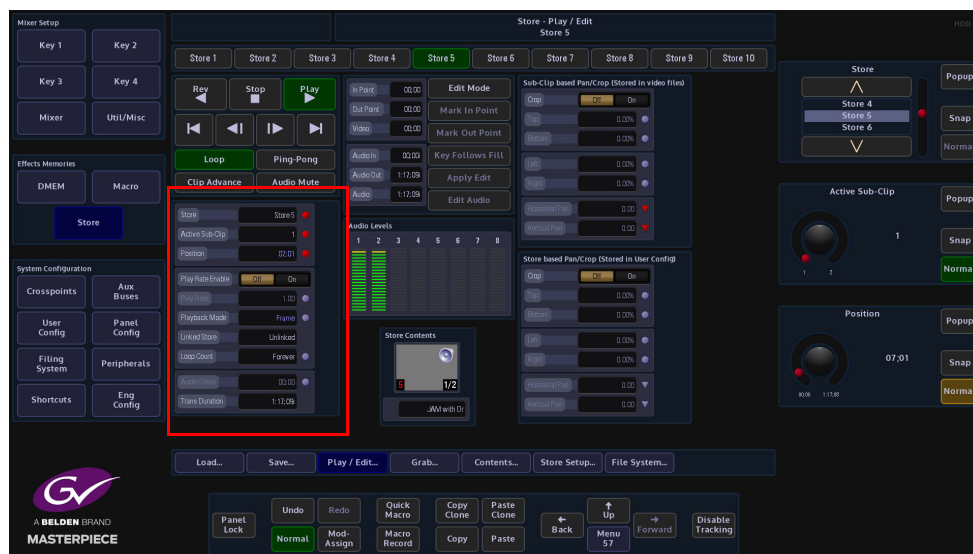 Mixer Setup
Key 1
Key 2
Key 3
Key 4
Mixer
Util/Misc
Effects Memories
DMEM
Macro
Store
System Configuration
Crosspoints
Aux
Buses
User
Config
Panel
Config
Filing
System
Peripherals
Shortcuts
Eng
Config
A BELDEN BRAND
MASTERPIECE
Store - Play / Edit
Store 5
Store 1
Store 2
Store 3
Store 4
Store 5
Store 6
Store 7
Store 8
Store 9
Store 10
Rev
Stop
Play
Loop
Ping-Pong
Clip Advance
Audio Mute
Store
Store 5
Active Sub-Clip
1
Position
07;01
Play Rate Enable
Off
On
Play Rate
1.00
Playback Mode
Frame
Linked Store
Unlinked
Loop Count
Forever
Audio Delay
00;00
Trans Duration
1:17;09
In Point
00;00
Out Point
00;00
Video
00;00
Audio In
00;00
Audio Out
1:17;09
Audio
1:17;09
Edit Mode
Mark In Point
Mark Out Point
Key Follows Fill
Apply Edit
Edit Audio
Audio Levels
1 2 3 4 5 6 7 8
Store Contents
5
1/2
JAM with Dr
Sub-Clip based Pan/Crop (Stored in video files)
Crop
Off
On
Top
0.00%
Bottom
0.00%
Left
0.00%
Right
0.00%
Horizontal Pan
0.00
Vertical Pan
0.00
Store based Pan/Crop (Stored in User Config)
Crop
Off
On
Top
0.00%
Bottom
0.00%
Left
0.00%
Right
0.00%
Horizontal Pan
0.00
Vertical Pan
0.00
Load...
Save...
Play / Edit...
Grab...
Contents...
Store Setup...
File System...
Panel
Lock
Undo
Redo
Quick
Macro
Copy
Clone
Paste
Clone
Normal
Mod-
Assign
Macro
Record
Copy
Paste
Back
Up
Menu
57
Forward
Disable
Tracking
HDD
Store
Store 4
Store 5
Store 6
Popup
Snap
Norma
Active Sub-Clip
1
1
Popup
Snap
Norma
Position
07;01
00;00
Popup
Snap
Norma